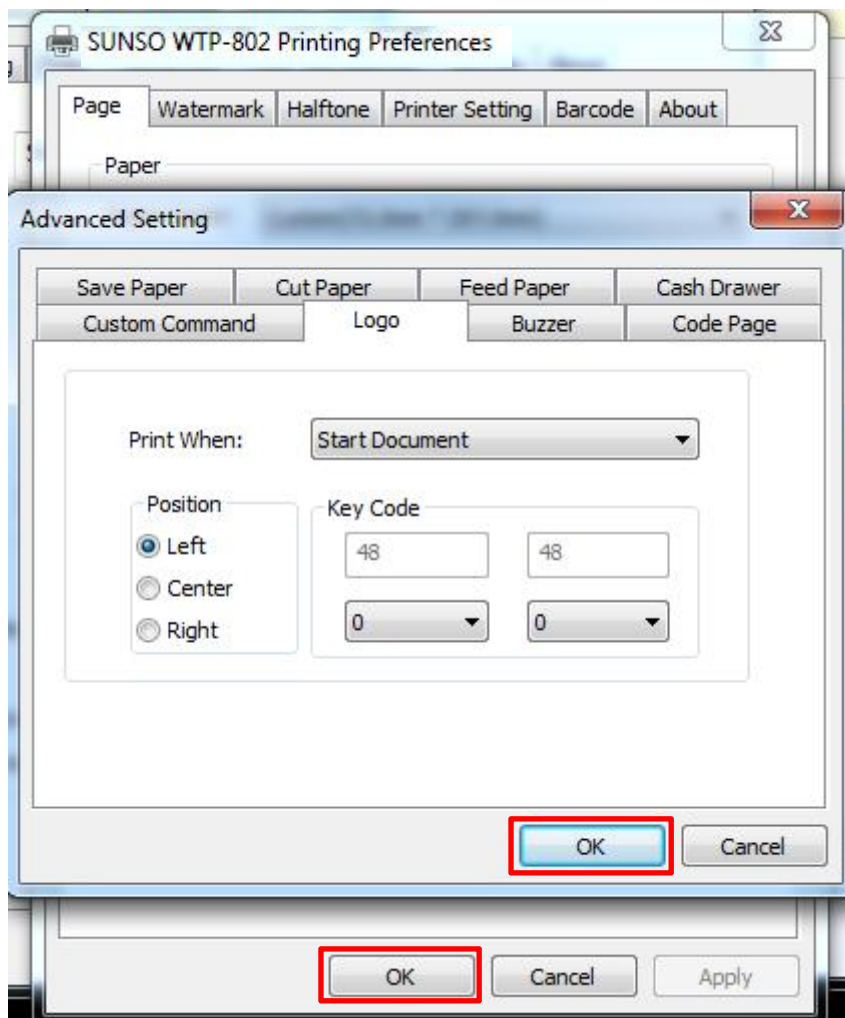 SUNSO WTP-802 Printing Preferences
Page Watermark Halftone Printer Setting Barcode About
Paper
Advanced Setting
Save Paper Cut Paper Feed Paper Cash Drawer
Custom Command Logo Buzzer Code Page
Print When: Start Document
Position Key Code
Left 48 48
Center
Right 0 0
OK Cancel
OK Cancel Apply